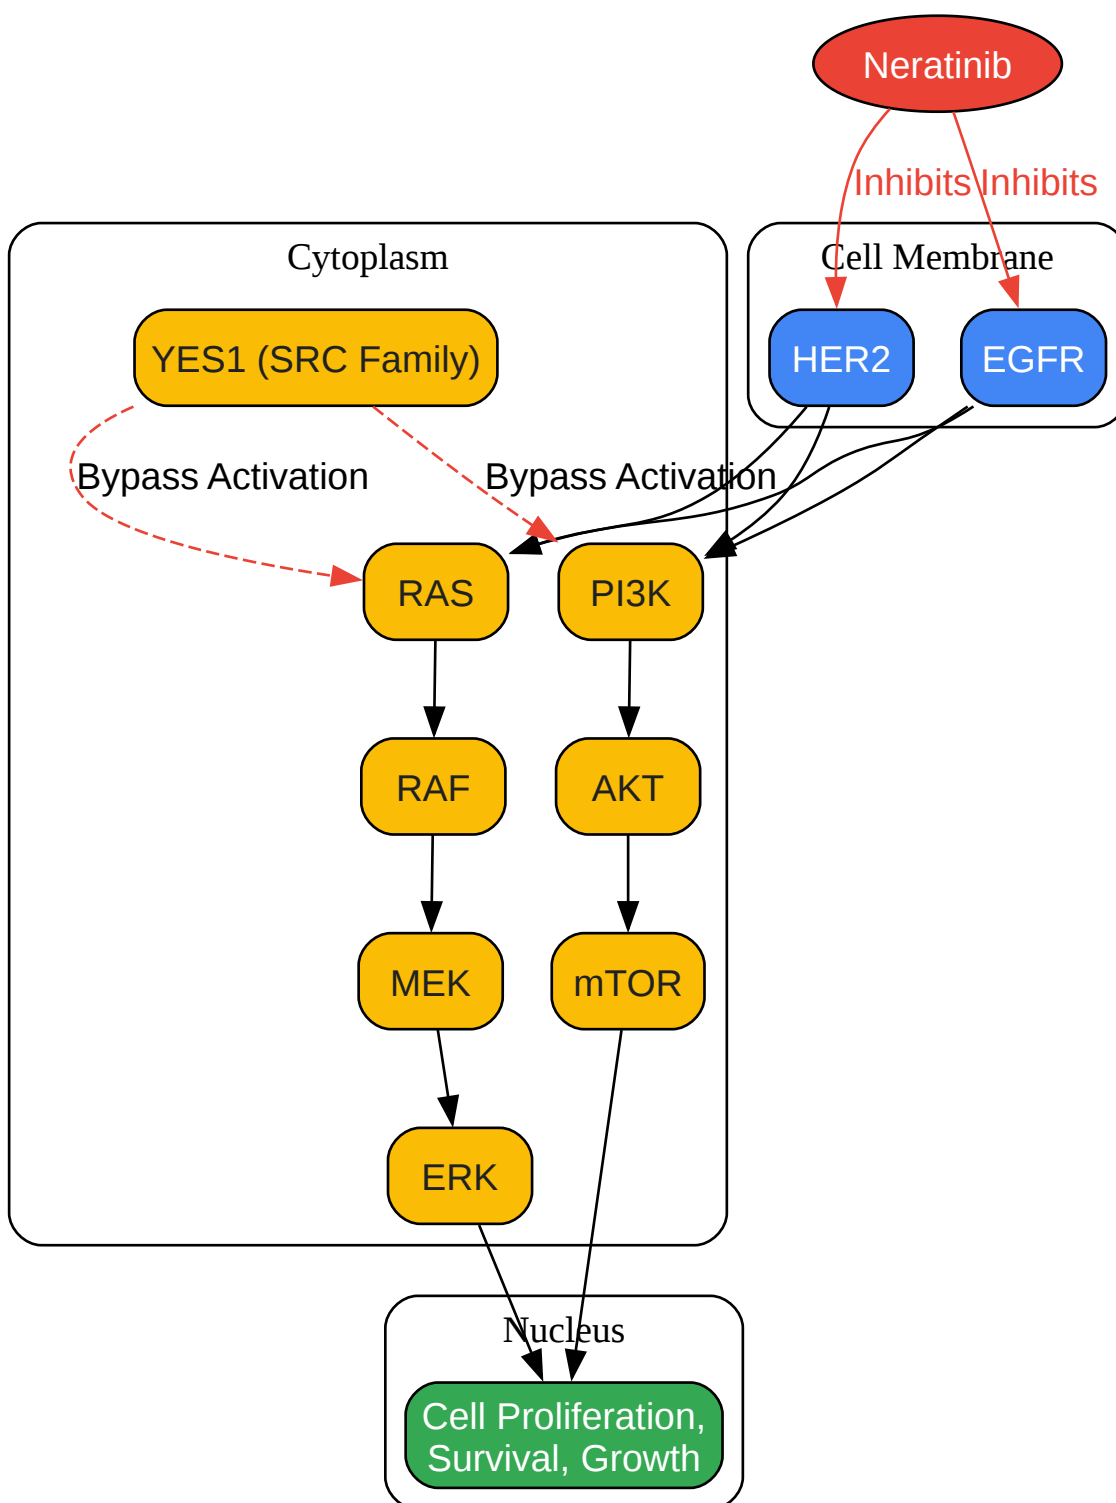 Neratinib
Inhibits
Inhibits
Cytoplasm
Cell Membrane
YES1 (SRC Family)
HER2
EGFR
Bypass Activation
Bypass Activation
RAS
PI3K
RAF
AKT
MEK
mTOR
ERK
Nucleus
Cell Proliferation,
Survival, Growth